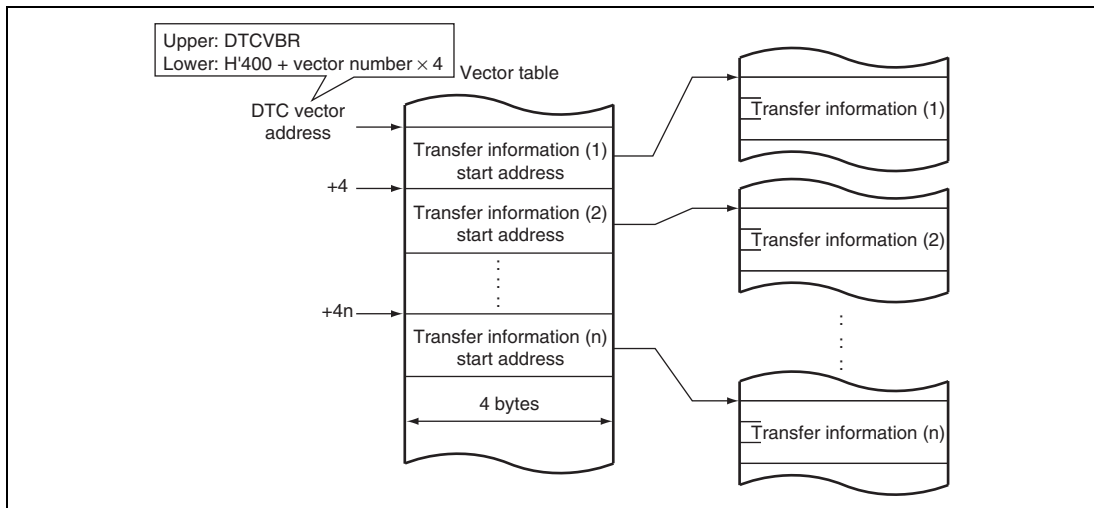 Upper: DTCVBR
Lower: H'400 + vector number × 4
Vector table
DTC vector
address
Transfer information (1)
start address
+4
Transfer information (2)
start address
+4n
Transfer information (n)
start address
4 bytes
Transfer information (1)
Transfer information (2)
Transfer information (n)